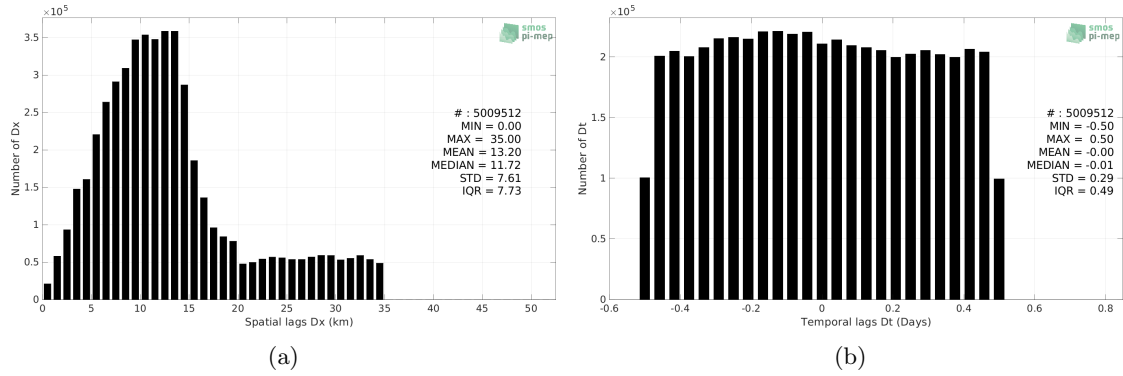 ×10⁵
3.5
3
2.5
2
1.5
1
0.5
0
0 5 10 15 20 25 30 35 40 45 50
Number of Dx
Spatial lags Dx (km)
smos
pi-mep
# : 5009512
MIN = 0.00
MAX = 35.00
MEAN = 13.20
MEDIAN = 11.72
STD = 7.61
IQR = 7.73
(a)
×10⁵
2
1.5
1
0.5
0
-0.6 -0.4 -0.2 0 0.2 0.4 0.6 0.8
Number of Dt
Temporal lags Dt (Days)
smos
pi-mep
# : 5009512
MIN = -0.50
MAX = 0.50
MEAN = -0.00
MEDIAN = -0.01
STD = 0.29
IQR = 0.49
(b)